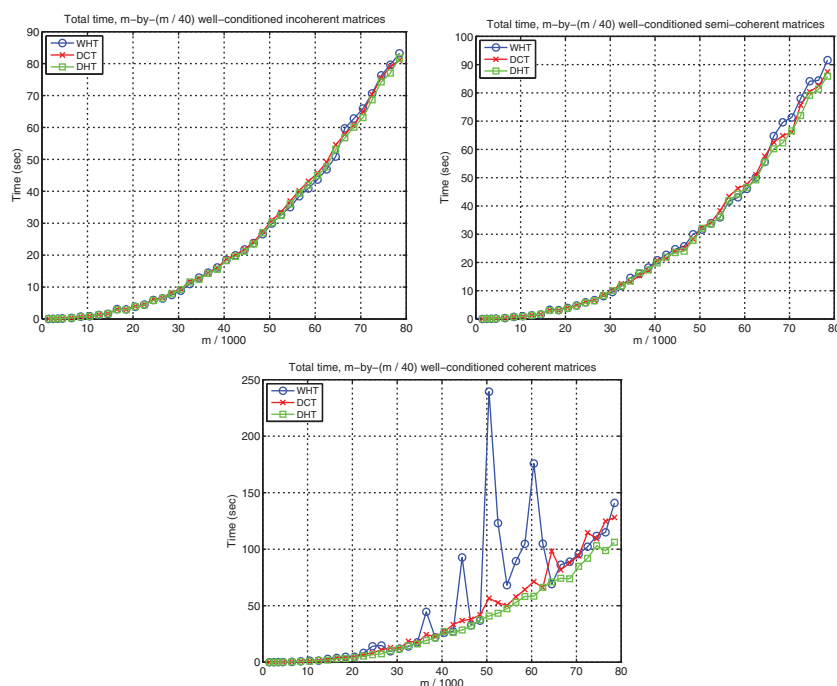 Total time, m−by−(m / 40) well−conditioned incoherent matrices
90
80
70
60
50
40
30
20
10
0
Time (sec)
WHT
DCT
DHT
0 10 20 30 40 50 60 70 80
m / 1000
Total time, m−by−(m / 40) well−conditioned semi−coherent matrices
100
90
80
70
60
50
40
30
20
10
0
Time (sec)
WHT
DCT
DHT
0 10 20 30 40 50 60 70 80
m / 1000
Total time, m−by−(m / 40) well−conditioned coherent matrices
250
200
150
100
50
0
Time (sec)
WHT
DCT
DHT
0 10 20 30 40 50 60 70 80
m / 1000